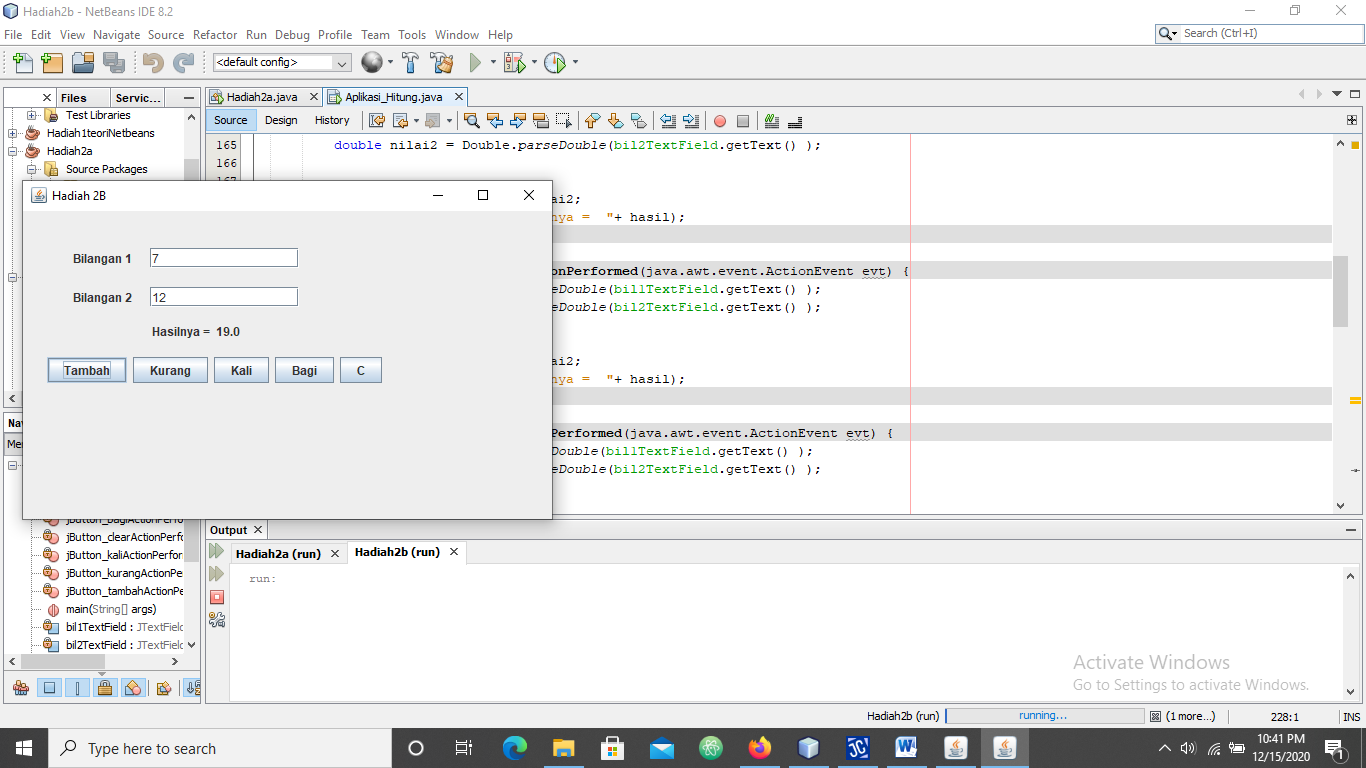 Hadiah2b - NetBeans IDE 8.2
File Edit View Navigate Source Refactor Run Debug Profile Team Tools Window Help
Search (Ctrl+I)
<default config>
Files Servic...
Hadiah2a.java Aplikasi_Hitung.java
Test Libraries
Hadiah1teoriNetbeans
Hadiah2a
Source Packages
Source Design History
165 double nilai2 = Double.parseDouble(bil2TextField.getText() );
166
ai2;
nya = "+ hasil);
onPerformed(java.awt.event.ActionEvent evt) {
eDouble(bil1TextField.getText() );
eDouble(bil2TextField.getText() );
ai2;
nya = "+ hasil);
Performed(java.awt.event.ActionEvent evt) {
Double(bil1TextField.getText() );
eDouble(bil2TextField.getText() );
Hadiah 2B
Bilangan 1 7
Bilangan 2 12
Hasilnya = 19.0
Tambah Kurang Kali Bagi C
Nav
Me
jButton_bagiActionPerfo
jButton_clearActionPerfo
jButton_kaliActionPerfor
jButton_kurangActionPe
jButton_tambahActionPe
main(String[] args)
bil1TextField : JTextField
bil2TextField : JTextField
Output
Hadiah2a (run) Hadiah2b (run)
run:
Activate Windows
Go to Settings to activate Windows.
Hadiah2b (run) running... (1 more...) 228:1 INS
Type here to search
10:41 PM
12/15/2020
1